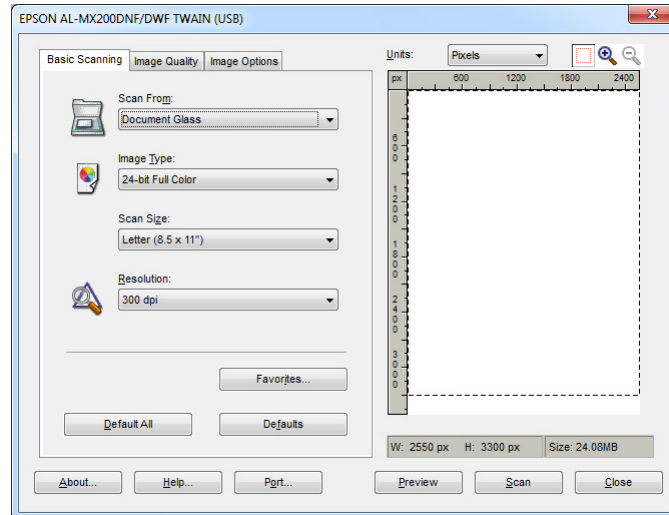 EPSON AL-MX200DNF/DWF TWAIN (USB)
Basic Scanning Image Quality Image Options
Scan From:
Document Glass
Image Type:
24-bit Full Color
Scan Size:
Letter (8.5 x 11")
Resolution:
300 dpi
Favorites...
Default All Defaults
Units: Pixels
px 600 1200 1800 2400
600
1200
1800
2400
3000
W: 2550 px H: 3300 px Size: 24.08MB
About... Help... Port... Preview Scan Close